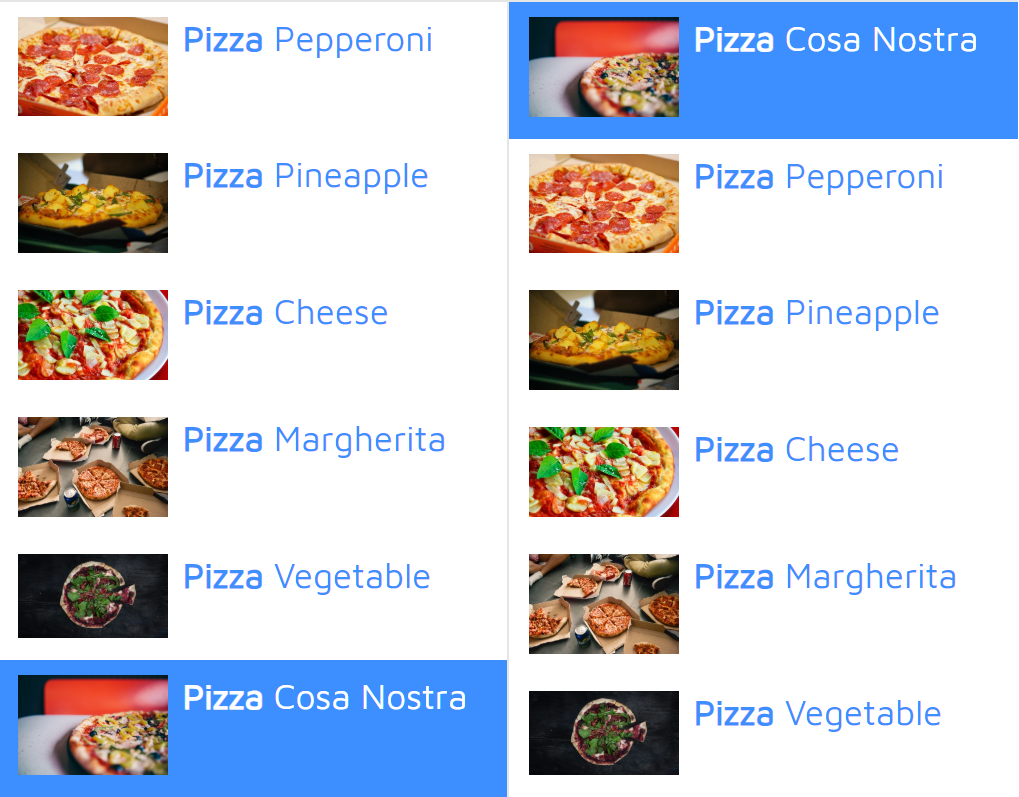 Pizza Pepperoni
Pizza Pineapple
Pizza Cheese
Pizza Margherita
Pizza Vegetable
Pizza Cosa Nostra
Pizza Cosa Nostra
Pizza Pepperoni
Pizza Pineapple
Pizza Cheese
Pizza Margherita
Pizza Vegetable